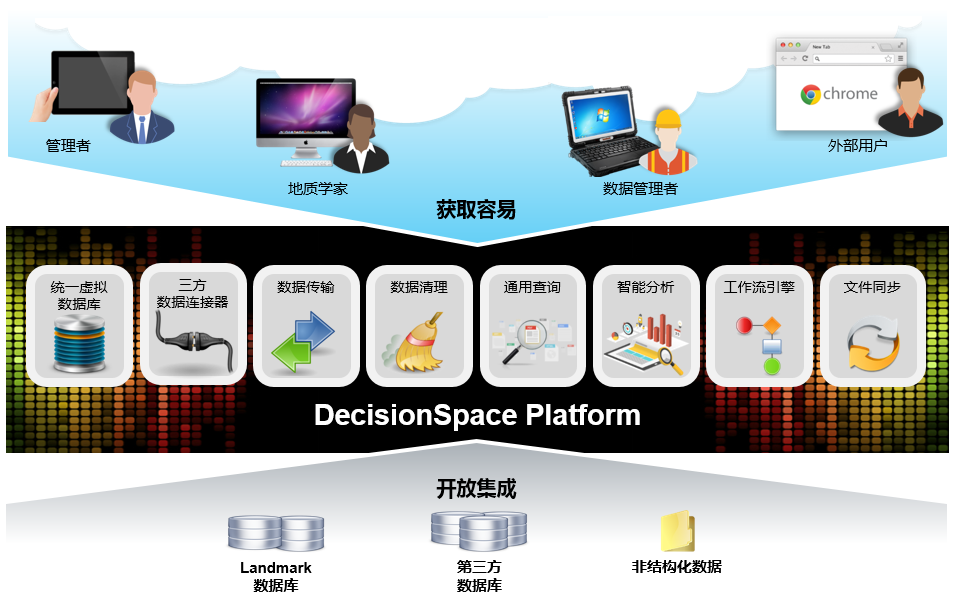 New Tab
chrome
管理者
外部用户
地质学家
数据管理者
获取容易
统一虚拟
数据库
三方
数据连接器
数据传输
数据清理
通用查询
智能分析
工作流引擎
文件同步
DecisionSpace Platform
开放集成
Landmark
数据库
第三方
数据库
非结构化数据